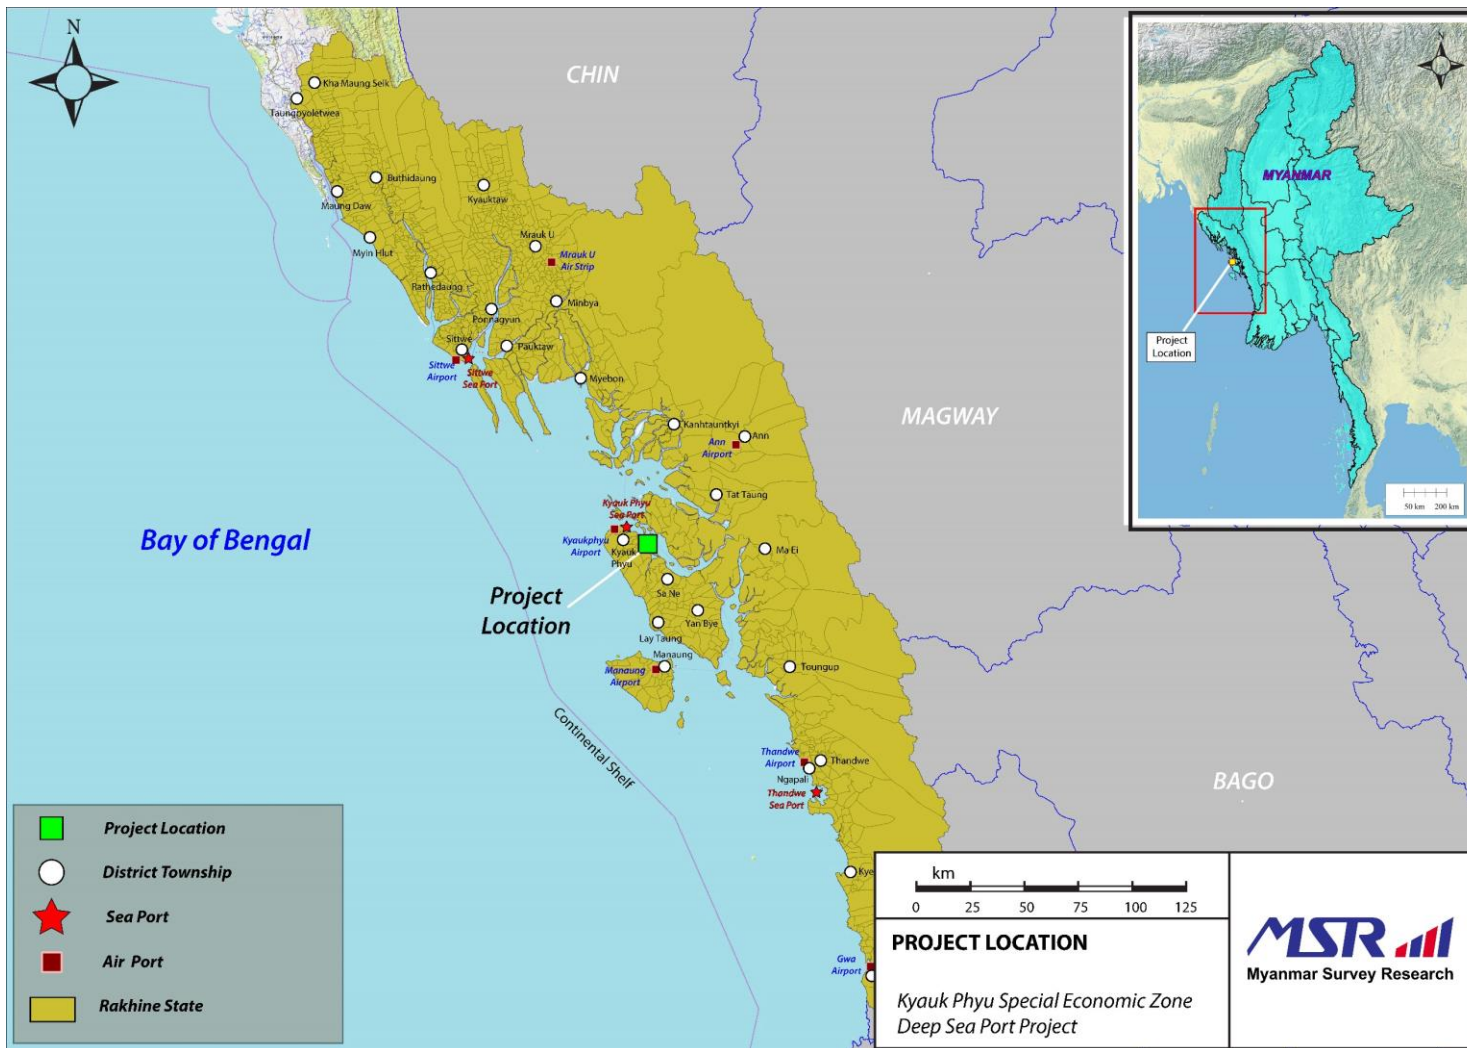 N
CHIN
Kha Maung Seik
Taungpyoletwea
Buthidaung
Maung Daw
Kyauktaw
Myin Hlut
Mrauk U
Mrauk U
Air Strip
Rathedaung
Minbya
Ponnagyun
Sittwe
Pauktaw
Sittwe
Airport
Sittwe
Sea Port
Myebon
Kanhtauntkyi
Ann
Ann
Airport
MAGWAY
Tat Taung
Kyauk Phyu
Sea Port
Kyaukphyu
Airport
Kyauk
Phyu
Ma Ei
Bay of Bengal
Project
Location
Sa Ne
Yan Bye
Lay Taung
Manaung
Manaung
Airport
Toungup
Continental Shelf
Thandwe
Airport
Thandwe
Ngapali
Thandwe
Sea Port
BAGO
Kye
Gwa
Airport
MYANMAR
Project
Location
50 km 200 km
Project Location
District Township
Sea Port
Air Port
Rakhine State
km
0 25 50 75 100 125
PROJECT LOCATION
Kyauk Phyu Special Economic Zone
Deep Sea Port Project
MSR
Myanmar Survey Research